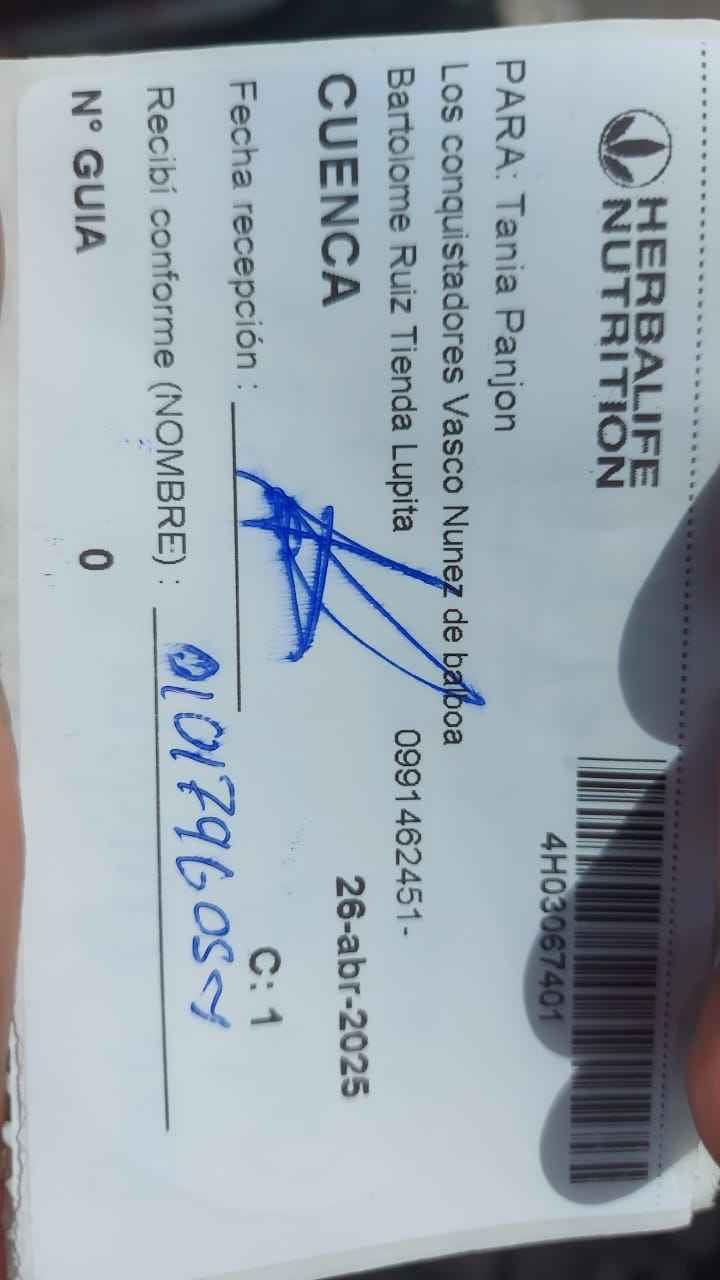 HERBALIFE
NUTRITION
4H03067401
PARA: Tania Panjon
Los conquistadores Vasco Nunez de balboa
Bartolome Ruiz Tienda Lupita 0991462451-
CUENCA 26-abr-2025
Fecha recepción :
C: 1
Recibí conforme (NOMBRE) :
N° GUIA 0